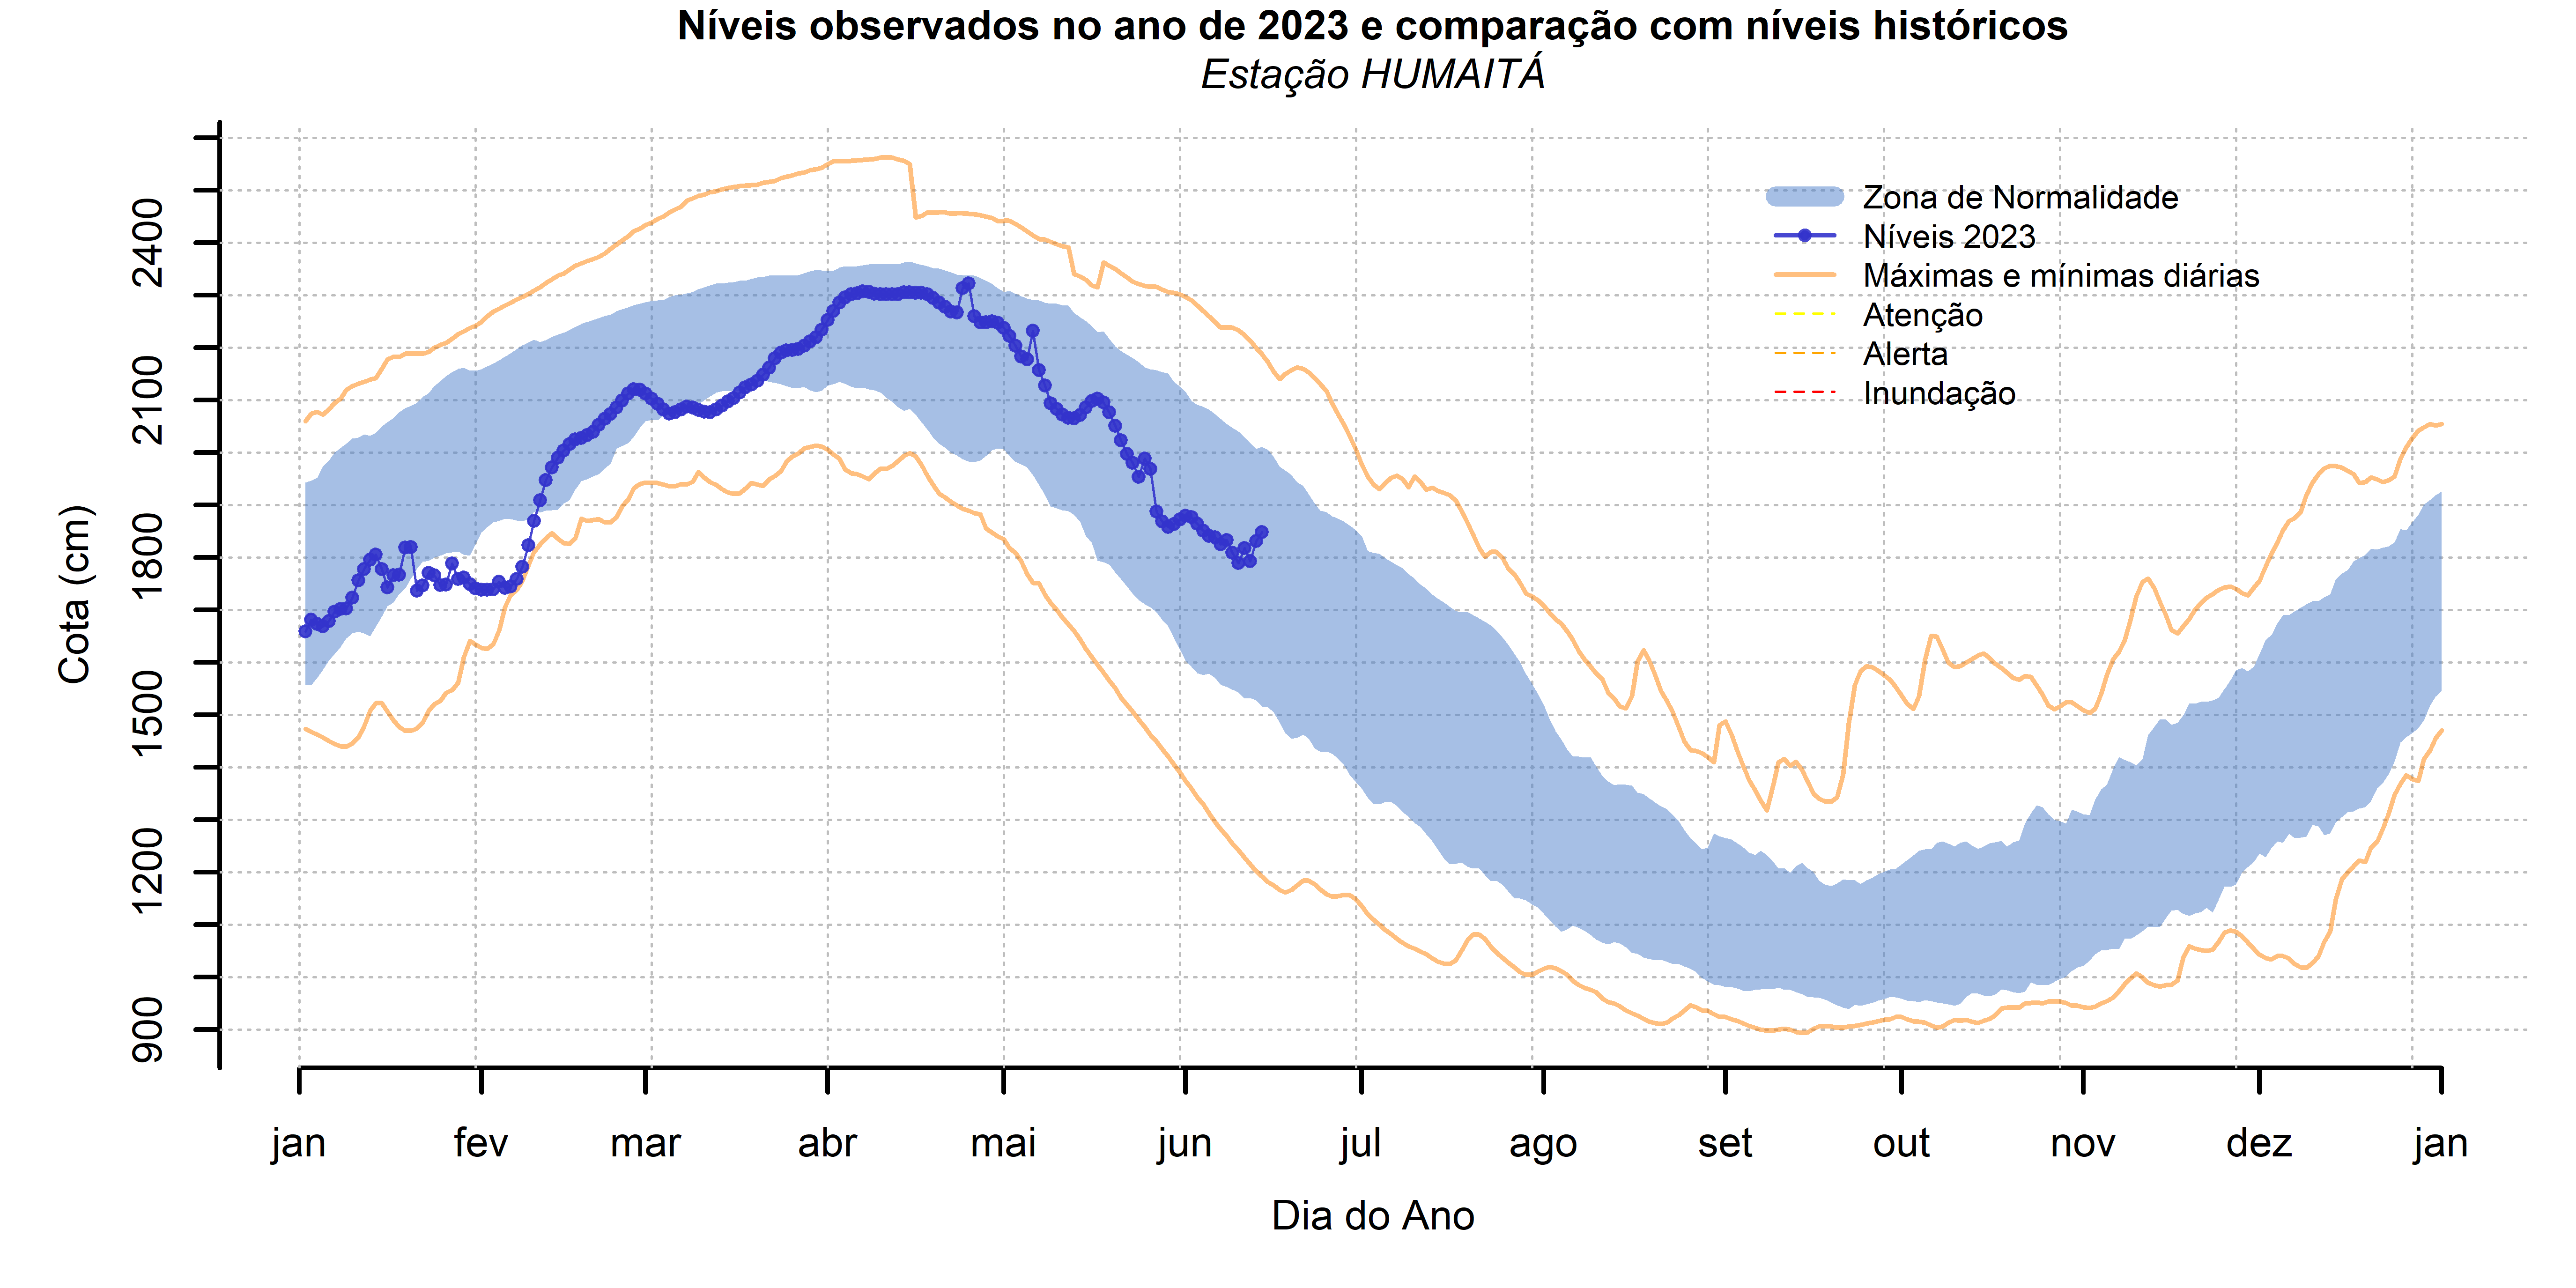 Níveis observados no ano de 2023 e comparação com níveis históricos
Estação HUMAITÁ
Zona de Normalidade
Níveis 2023
Máximas e mínimas diárias
Atenção
Alerta
Inundação
Cota (cm)
2400
2100
1800
1500
1200
900
jan fev mar abr mai jun jul ago set out nov dez jan
Dia do Ano